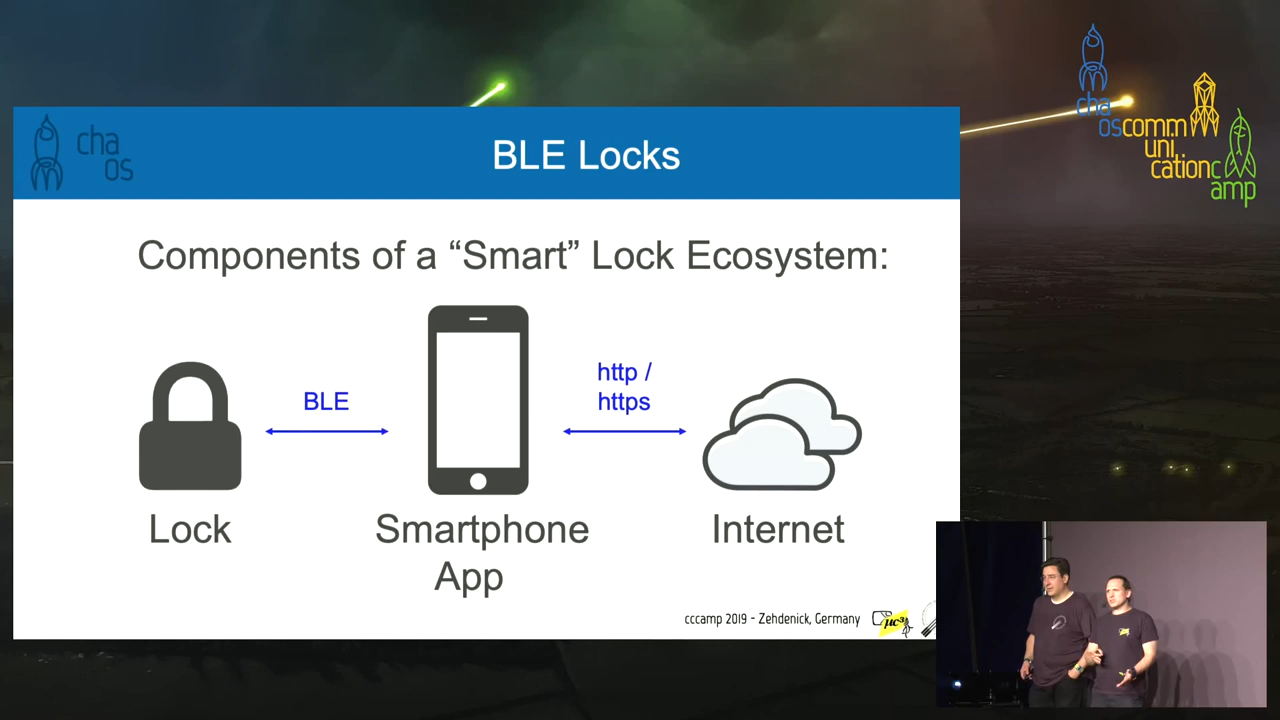 cha
os
BLE Locks
cha
oscomm
uni
cationc
amp
Components of a “Smart” Lock Ecosystem:
BLE
http /
https
Lock
Smartphone
App
Internet
cccamp 2019 - Zehdenick, Germany
µc³